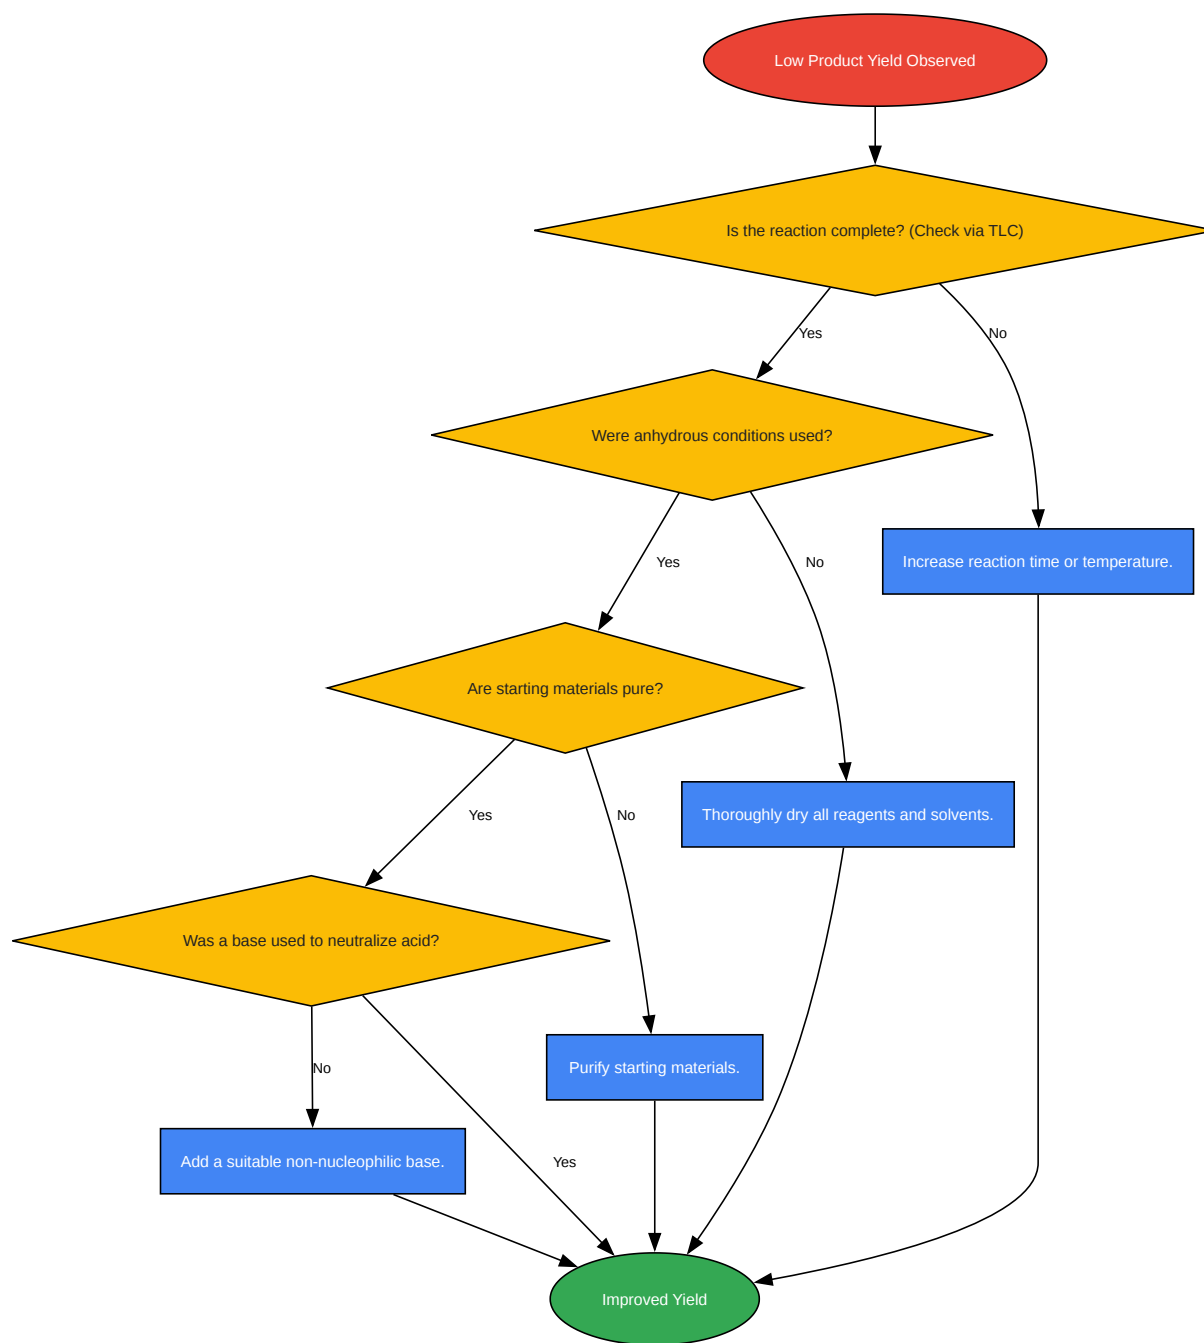 Low Product Yield Observed
Is the reaction complete? (Check via TLC)
Yes
No
Were anhydrous conditions used?
Yes
No
Increase reaction time or temperature.
Are starting materials pure?
Yes
No
Thoroughly dry all reagents and solvents.
Was a base used to neutralize acid?
No
Purify starting materials.
Add a suitable non-nucleophilic base.
Yes
Improved Yield